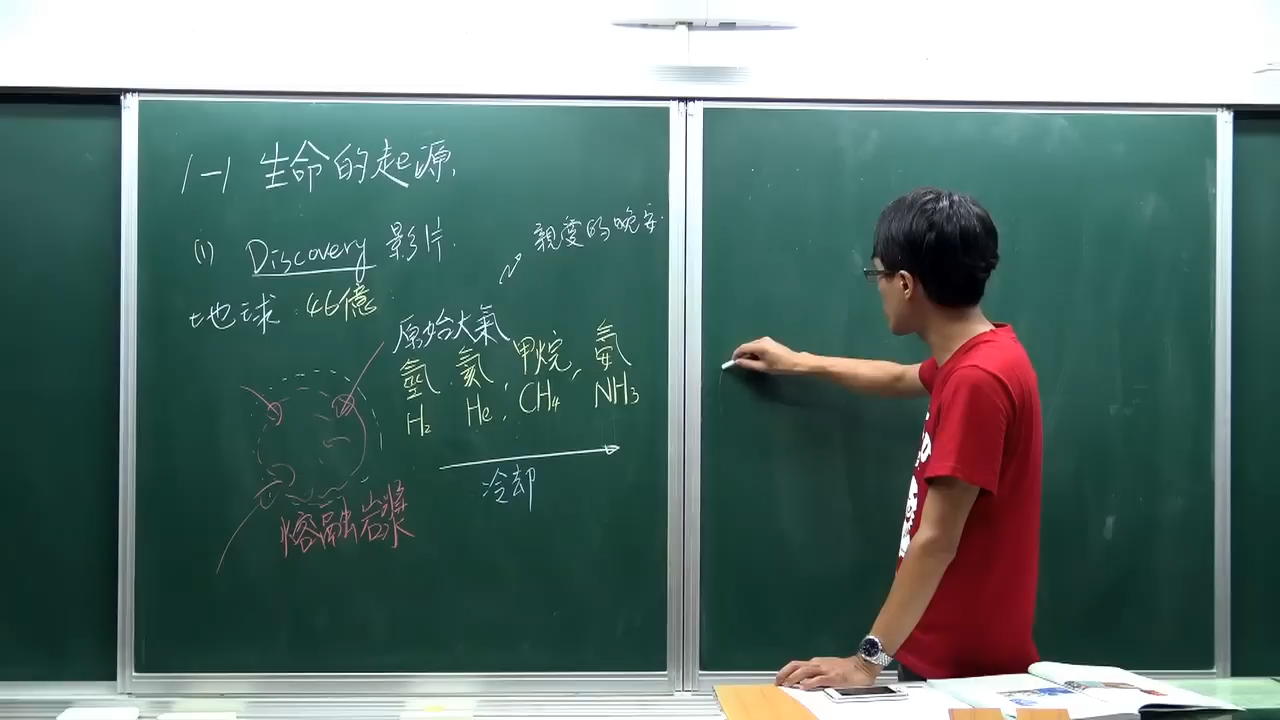 1-1 生命的起源
(1) Discovery 影片
親愛的晚安
地球:46億
原始大氣
氫, 氦, 甲烷, 氨
H₂ He, CH₄ NH₃
冷却
熔融岩漿